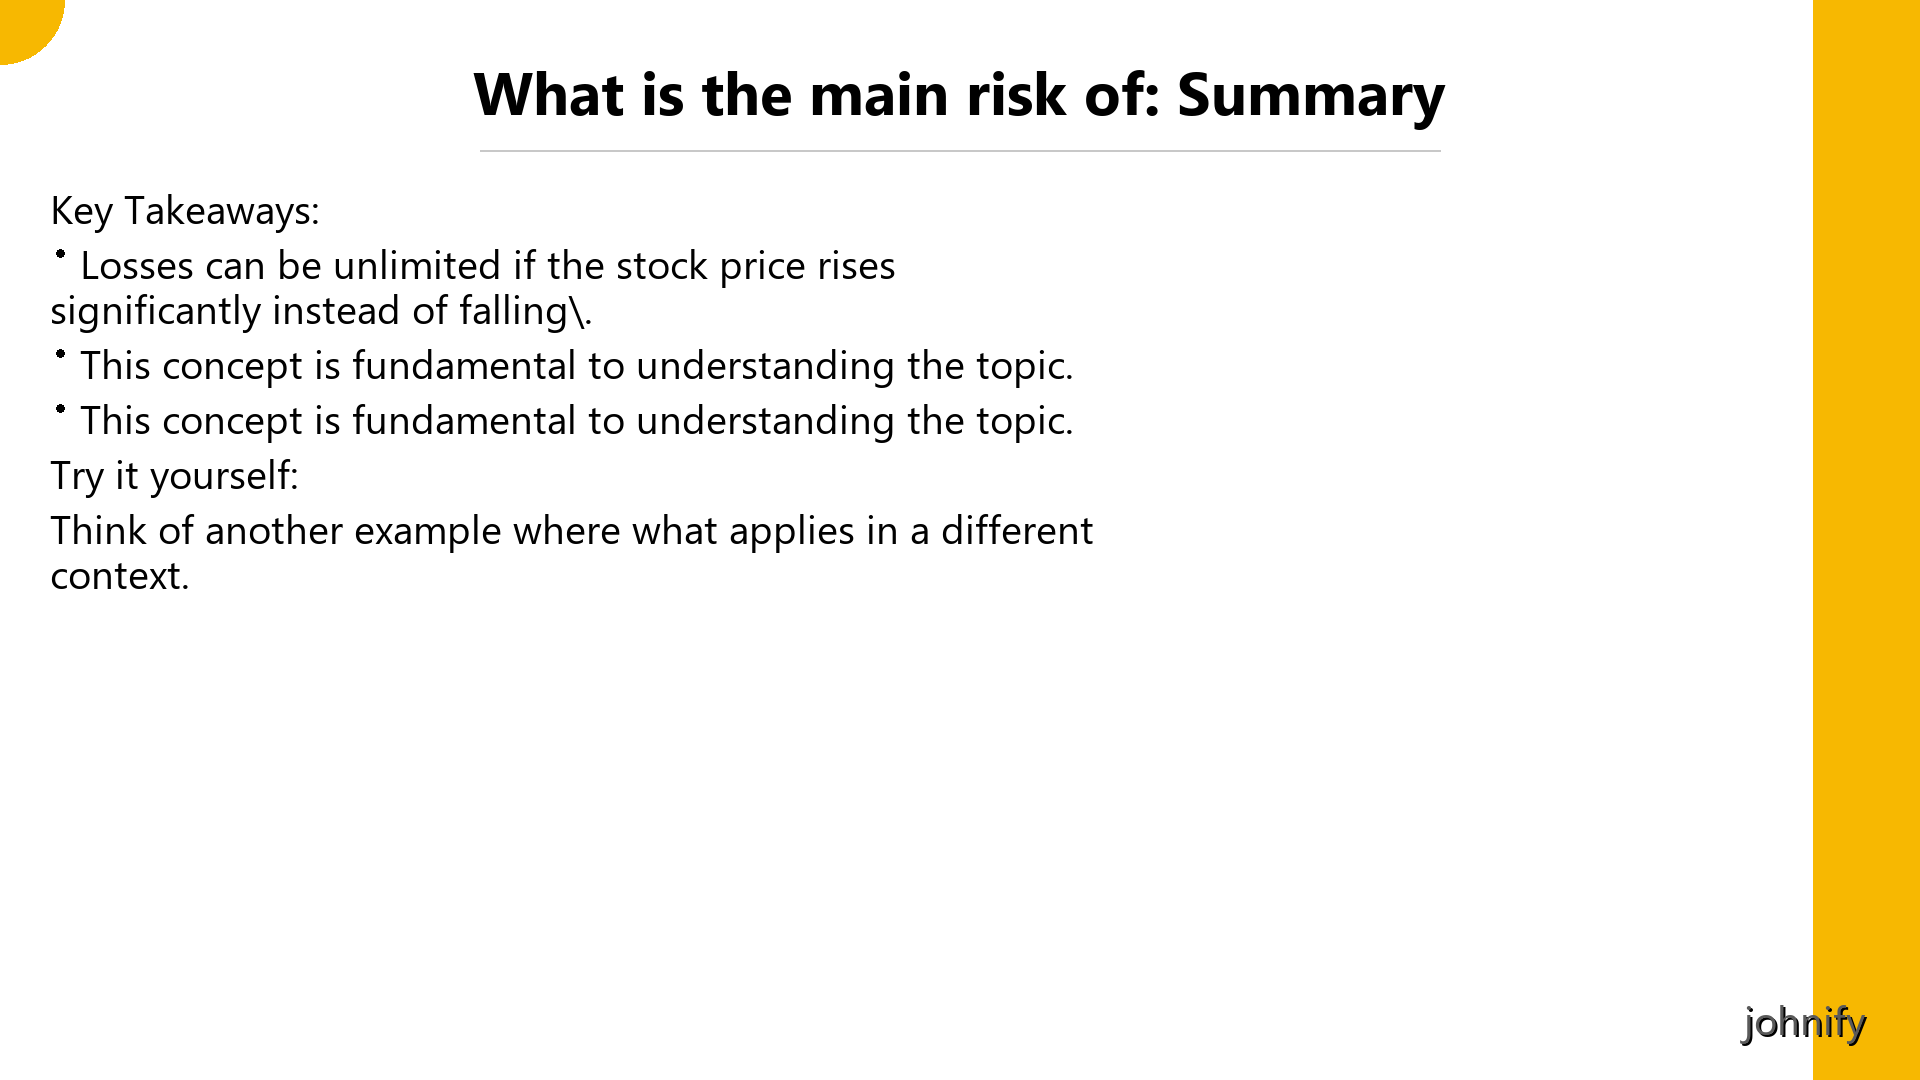 What is the main risk of: Summary
Key Takeaways:
• Losses can be unlimited if the stock price rises
significantly instead of falling\.
• This concept is fundamental to understanding the topic.
• This concept is fundamental to understanding the topic.
Try it yourself:
Think of another example where what applies in a different
context.
johnify